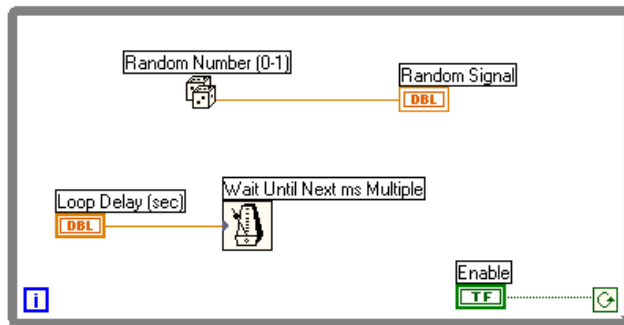 Random Number (0-1)
Random Signal
DBL
Loop Delay (sec)
Wait Until Next ms Multiple
DBL
Enable
i
TF